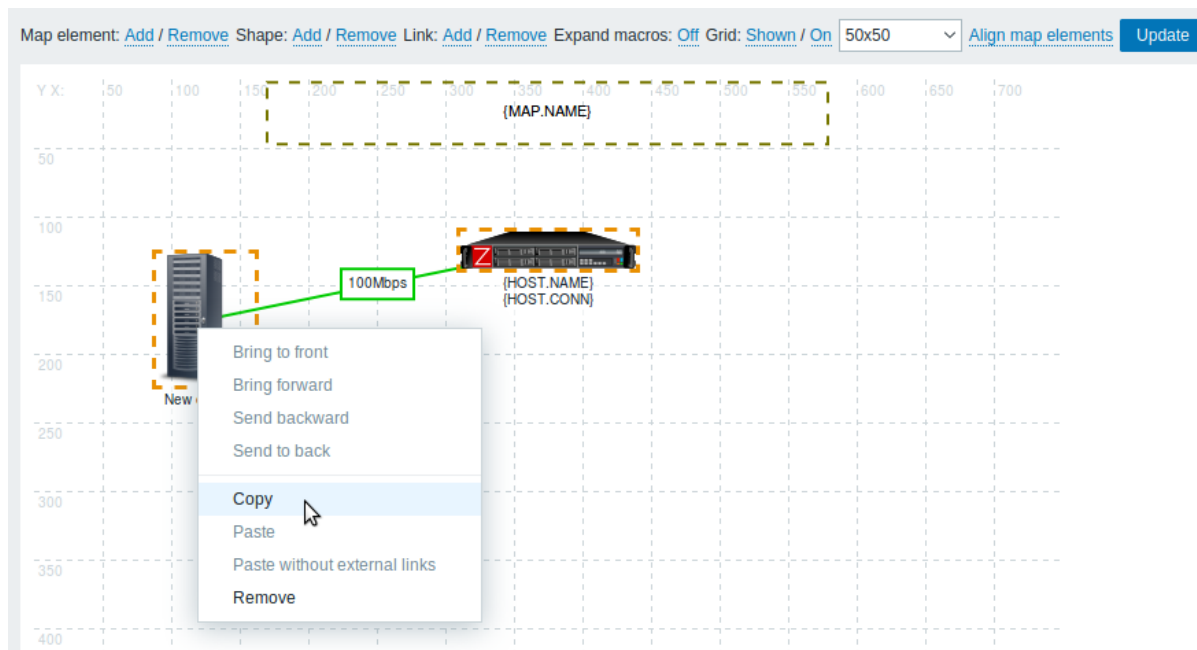 Map element: Add / Remove Shape: Add / Remove Link: Add / Remove Expand macros: Off Grid: Shown / On 50x50 Align map elements Update
Y X: 50 100 150 200 250 300 350 400 450 500 550 600 650 700
{MAP.NAME}
50
100
Z
100Mbps
{HOST.NAME}
{HOST.CONN}
150
200
New
250
300
350
400
Bring to front
Bring forward
Send backward
Send to back
Copy
Paste
Paste without external links
Remove